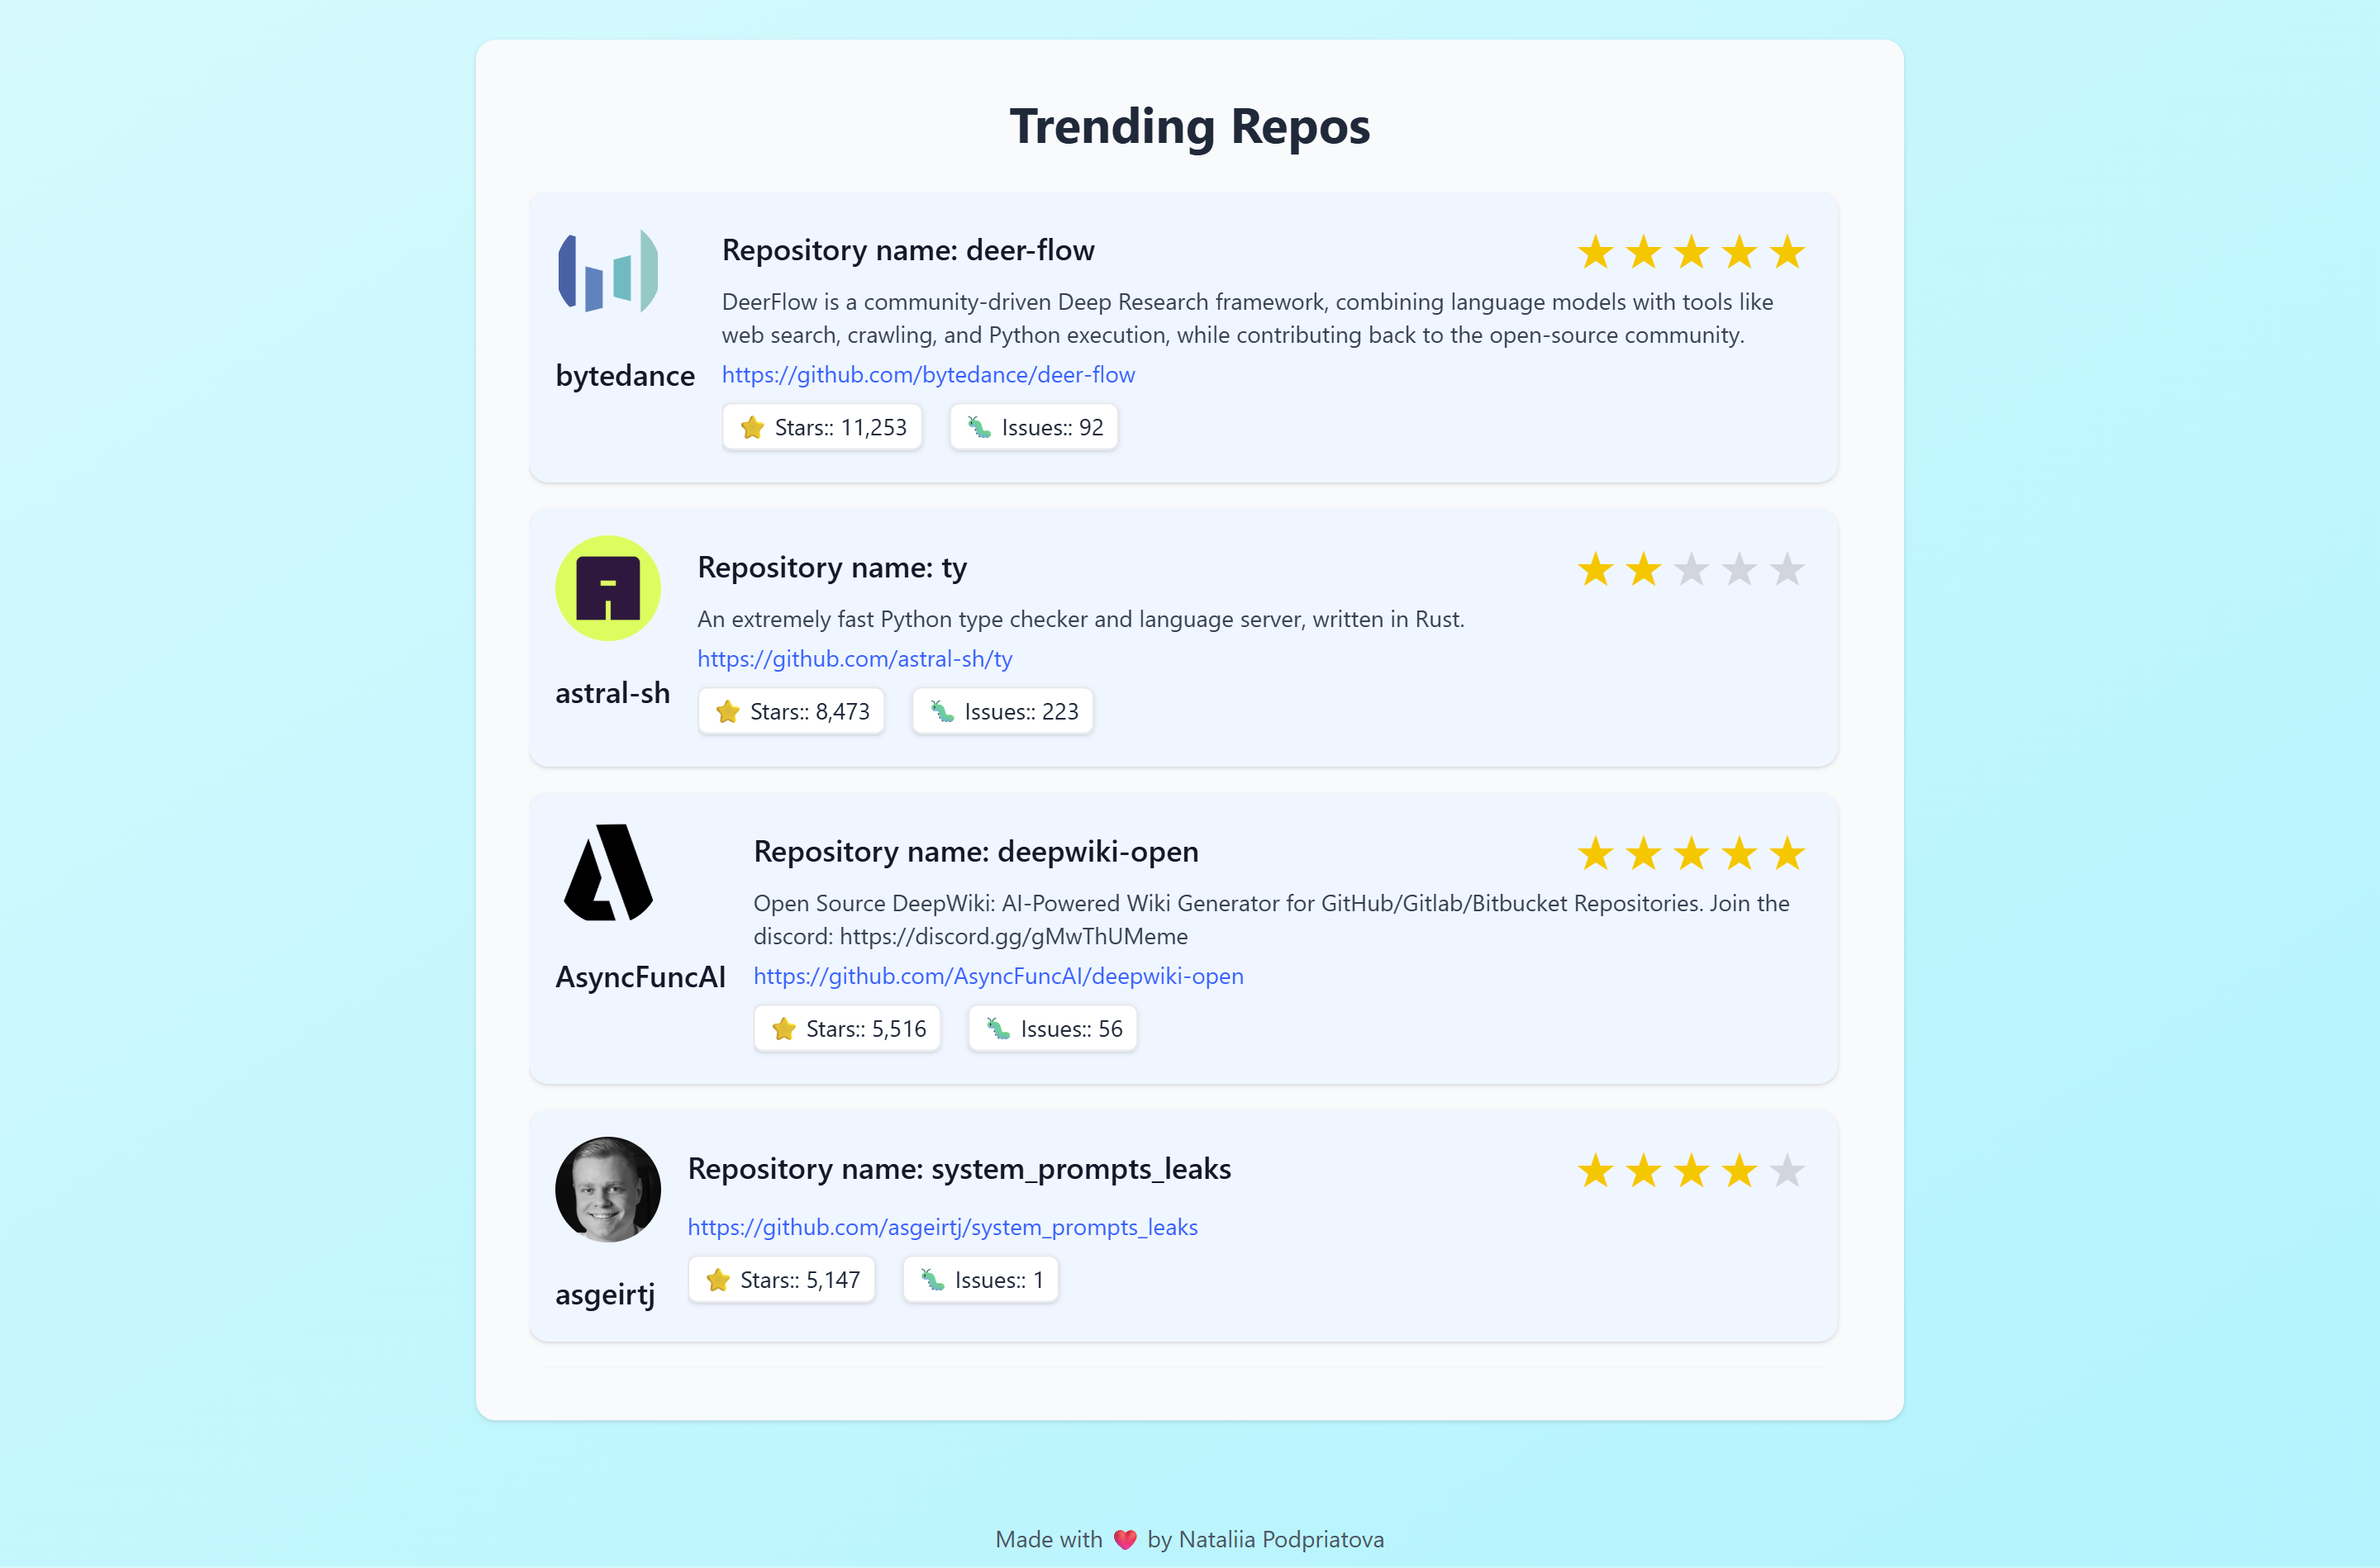 Trending Repos
Repository name: deer-flow
DeerFlow is a community-driven Deep Research framework, combining language models with tools like
web search, crawling, and Python execution, while contributing back to the open-source community.
bytedance
https://github.com/bytedance/deer-flow
Stars:: 11,253
Issues:: 92
Repository name: ty
An extremely fast Python type checker and language server, written in Rust.
https://github.com/astral-sh/ty
astral-sh
Stars:: 8,473
Issues:: 223
Repository name: deepwiki-open
Open Source DeepWiki: AI-Powered Wiki Generator for GitHub/Gitlab/Bitbucket Repositories. Join the
discord: https://discord.gg/gMwThUMeme
AsyncFuncAI
https://github.com/AsyncFuncAI/deepwiki-open
Stars:: 5,516
Issues:: 56
Repository name: system_prompts_leaks
https://github.com/asgeirtj/system_prompts_leaks
Stars:: 5,147
Issues:: 1
asgeirtj
Made with ❤️ by Nataliia Podpriatova